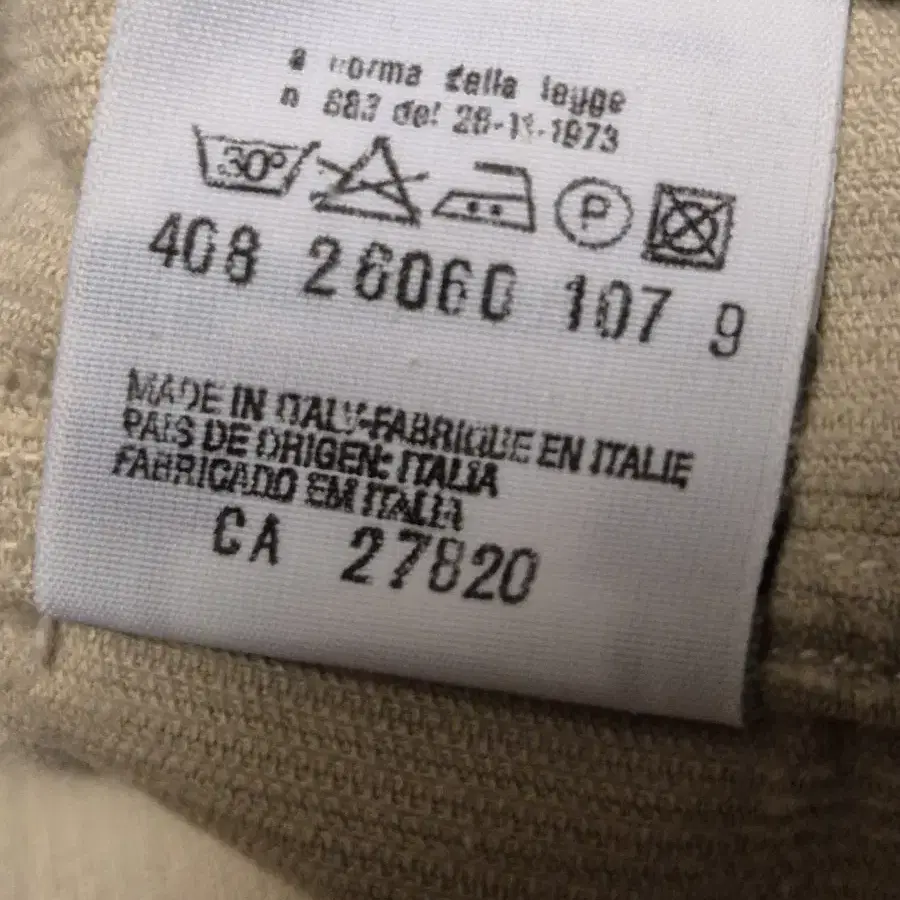 a norma della legge
n 883 del 26-11-1973
30° P
408 26060 107 9
MADE IN ITALY-FABRIQUE EN ITALIE
PAIS DE ORIGEN: ITALIA
FABRICADO EM ITALIA
CA 27820